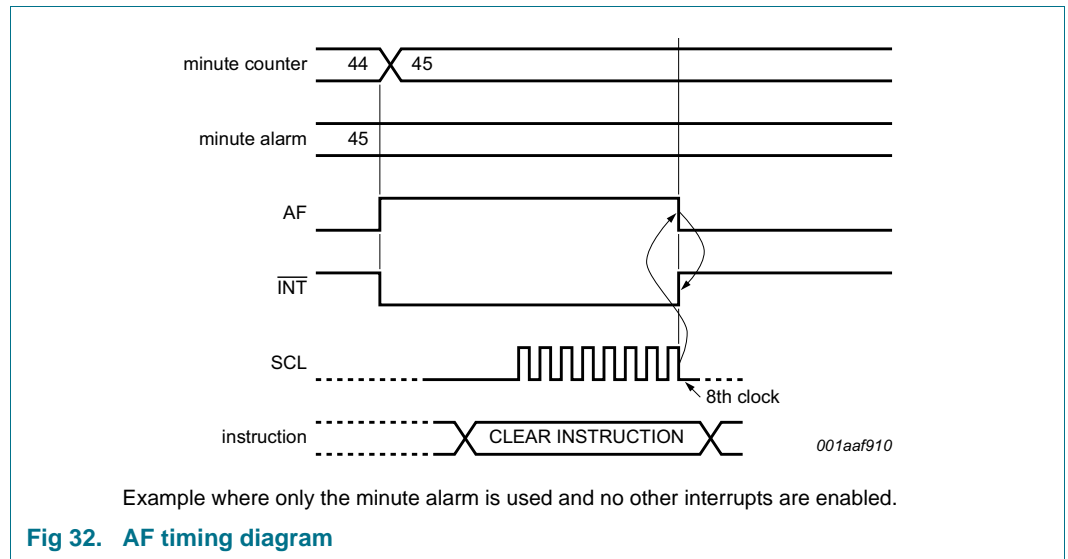 minute counter 44 45
minute alarm 45
AF
INT
SCL
8th clock
instruction CLEAR INSTRUCTION
001aaf910
Example where only the minute alarm is used and no other interrupts are enabled.
Fig 32. AF timing diagram